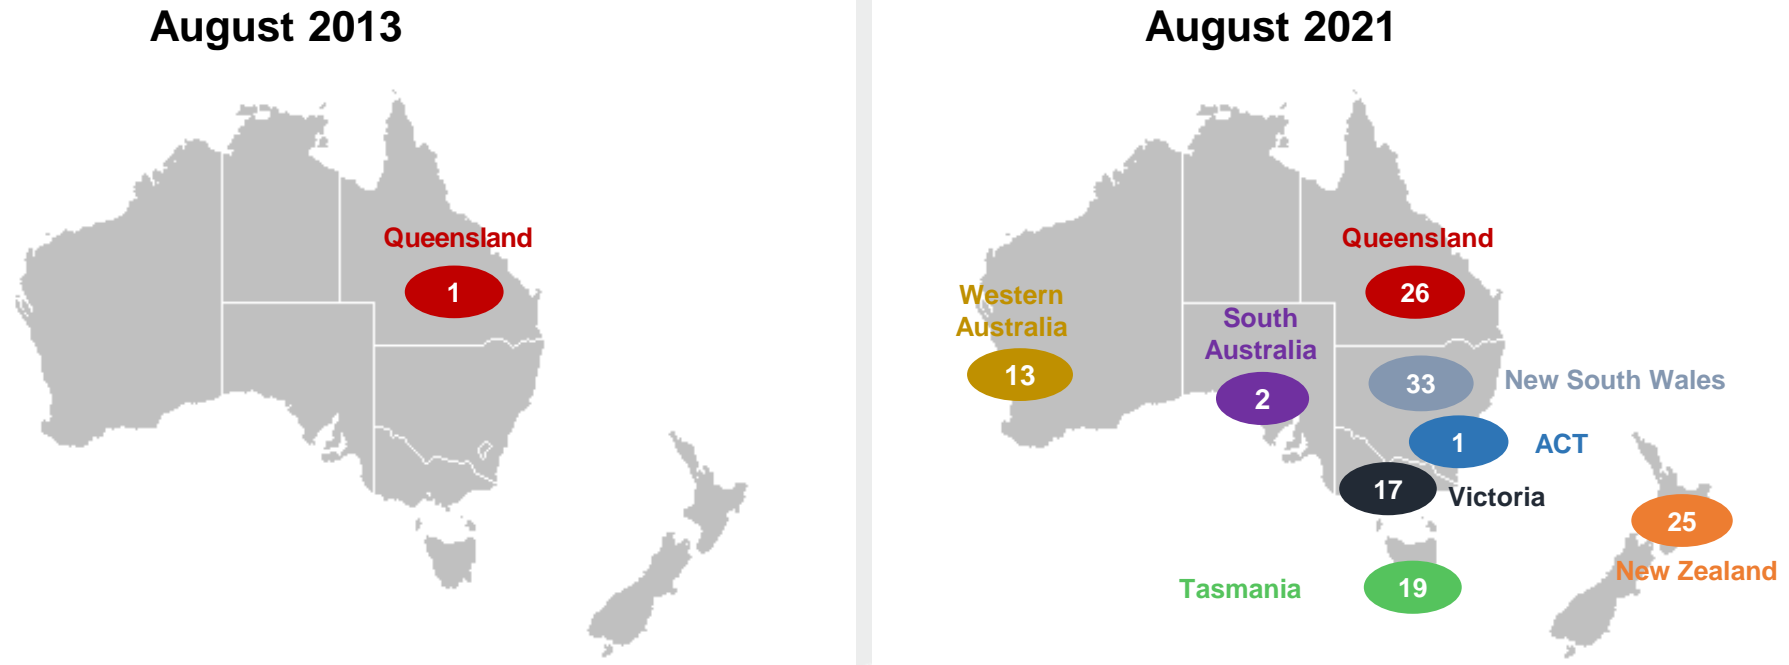 August 2013
Queensland
1
August 2021
Queensland
26
Western
Australia
13
South
Australia
2
33
New South Wales
1
ACT
17
Victoria
25
New Zealand
Tasmania
19